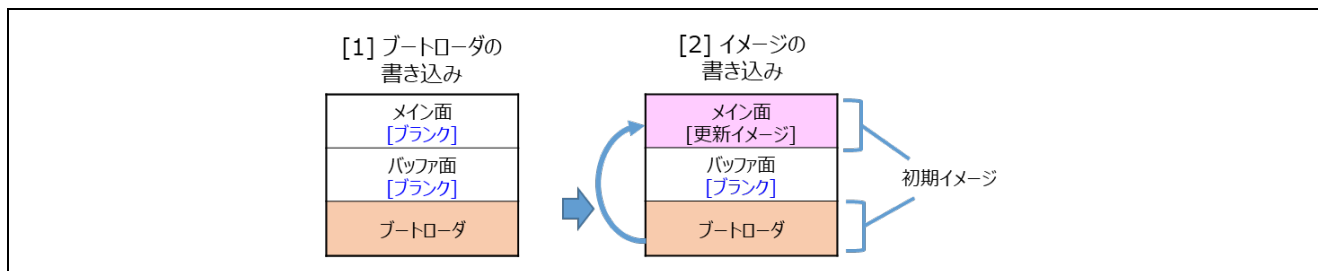 [1] ブートローダの
書き込み
メイン面
[ブランク]
バッファ面
[ブランク]
ブートローダ
[2] イメージの
書き込み
メイン面
[更新イメージ]
バッファ面
[ブランク]
ブートローダ
初期イメージ